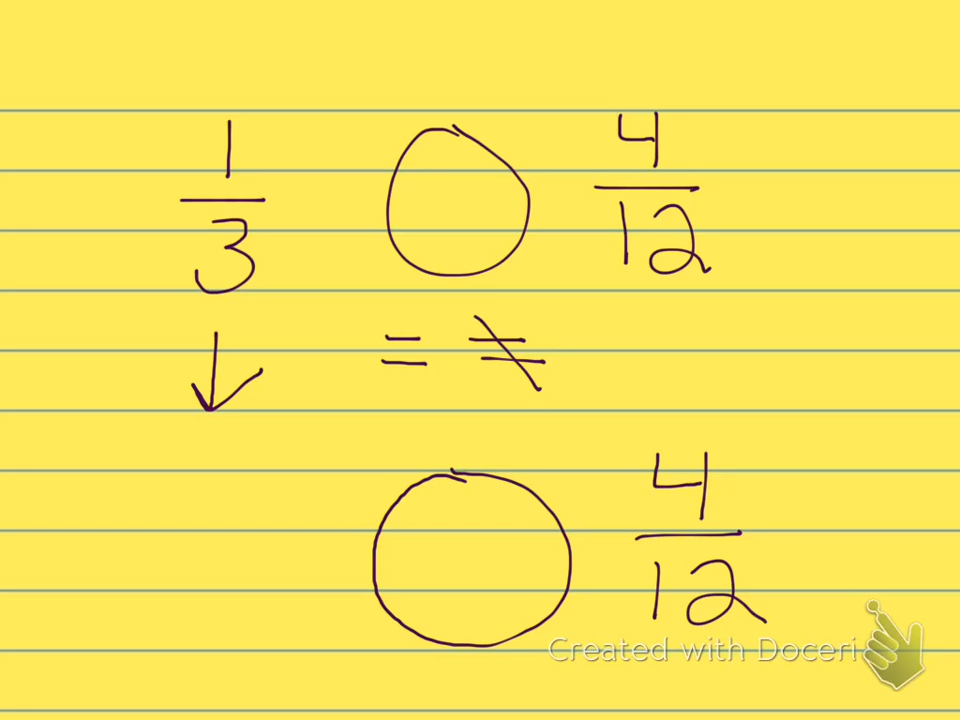 1/3 ○ 4/12
↓ = ≠
○ 4/12
Created with Doceri